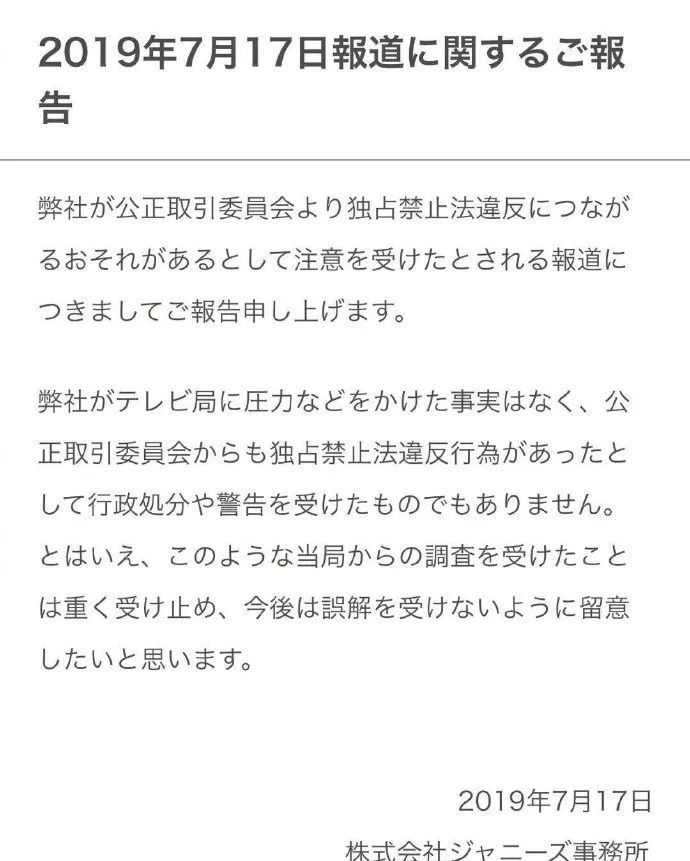 2019年7月17日報道に関するご報
告
弊社が公正取引委員会より独占禁止法違反につなが
るおそれがあるとして注意を受けたとされる報道に
つきましてご報告申し上げます。
弊社がテレビ局に圧力などをかけた事実はなく、公
正取引委員会からも独占禁止法違反行為があったと
して行政処分や警告を受けたものでもありません。
とはいえ、このような当局からの調査を受けたこと
は重く受け止め、今後は誤解を受けないように留意
したいと思います。
2019年7月17日
株式会社ジャニーズ事務所